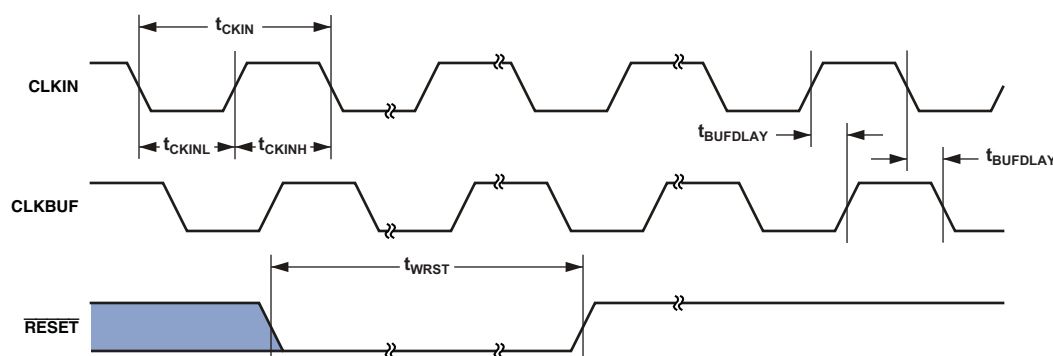 tCKIN
CLKIN
tCKINL
tCKINH
tBUFDLAY
tBUFDLAY
CLKBUF
tWRST
RESET